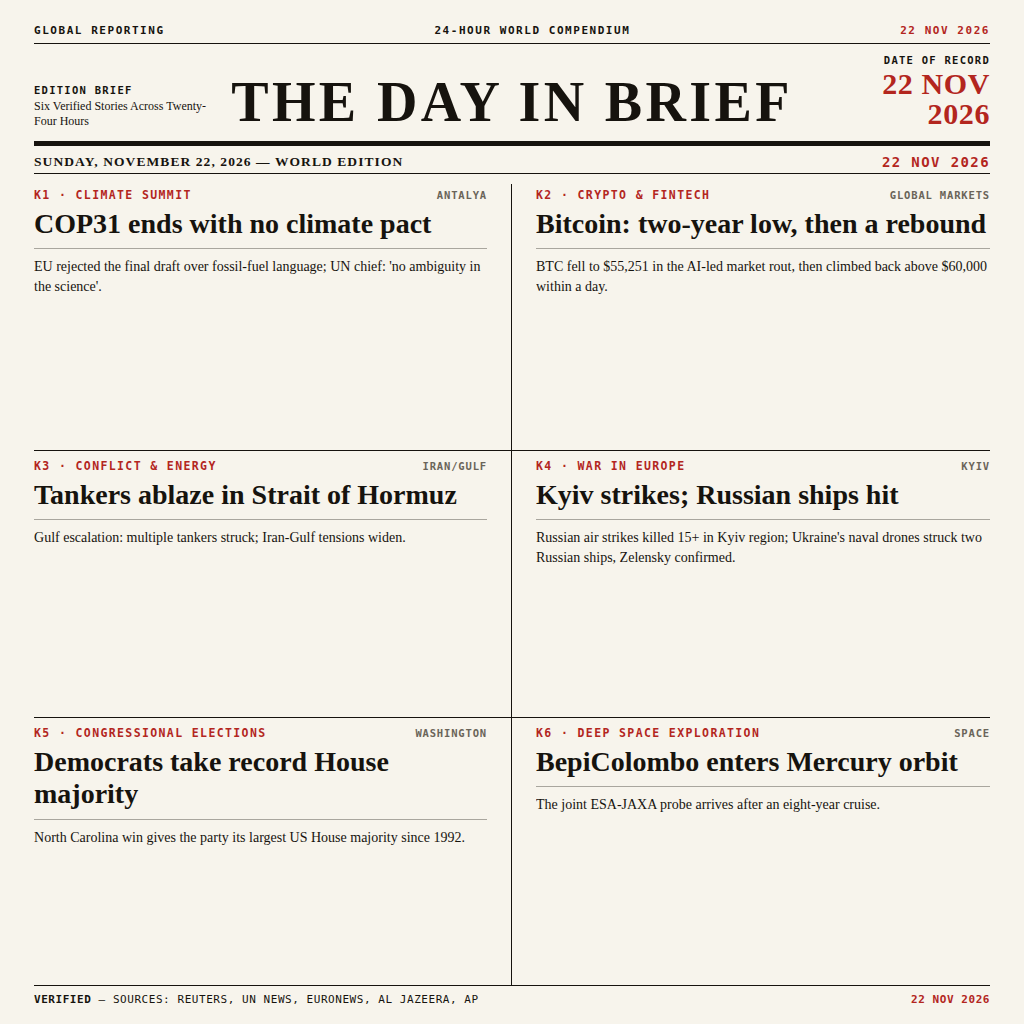 GLOBAL REPORTING
24-HOUR WORLD COMPENDIUM
22 NOV 2026
EDITION BRIEF
Six Verified Stories Across Twenty-
Four Hours
THE DAY IN BRIEF
DATE OF RECORD
22 NOV
2026
SUNDAY, NOVEMBER 22, 2026 — WORLD EDITION
22 NOV 2026
K1 · CLIMATE SUMMIT
ANTALYA
COP31 ends with no climate pact
EU rejected the final draft over fossil-fuel language; UN chief: 'no ambiguity in
the science'.
K2 · CRYPTO & FINTECH
GLOBAL MARKETS
Bitcoin: two-year low, then a rebound
BTC fell to $55,251 in the AI-led market rout, then climbed back above $60,000
within a day.
K3 · CONFLICT & ENERGY
IRAN/GULF
Tankers ablaze in Strait of Hormuz
Gulf escalation: multiple tankers struck; Iran-Gulf tensions widen.
K4 · WAR IN EUROPE
KYIV
Kyiv strikes; Russian ships hit
Russian air strikes killed 15+ in Kyiv region; Ukraine's naval drones struck two
Russian ships, Zelensky confirmed.
K5 · CONGRESSIONAL ELECTIONS
WASHINGTON
Democrats take record House
majority
North Carolina win gives the party its largest US House majority since 1992.
K6 · DEEP SPACE EXPLORATION
SPACE
BepiColombo enters Mercury orbit
The joint ESA-JAXA probe arrives after an eight-year cruise.
VERIFIED — SOURCES: REUTERS, UN NEWS, EURONEWS, AL JAZEERA, AP
22 NOV 2026